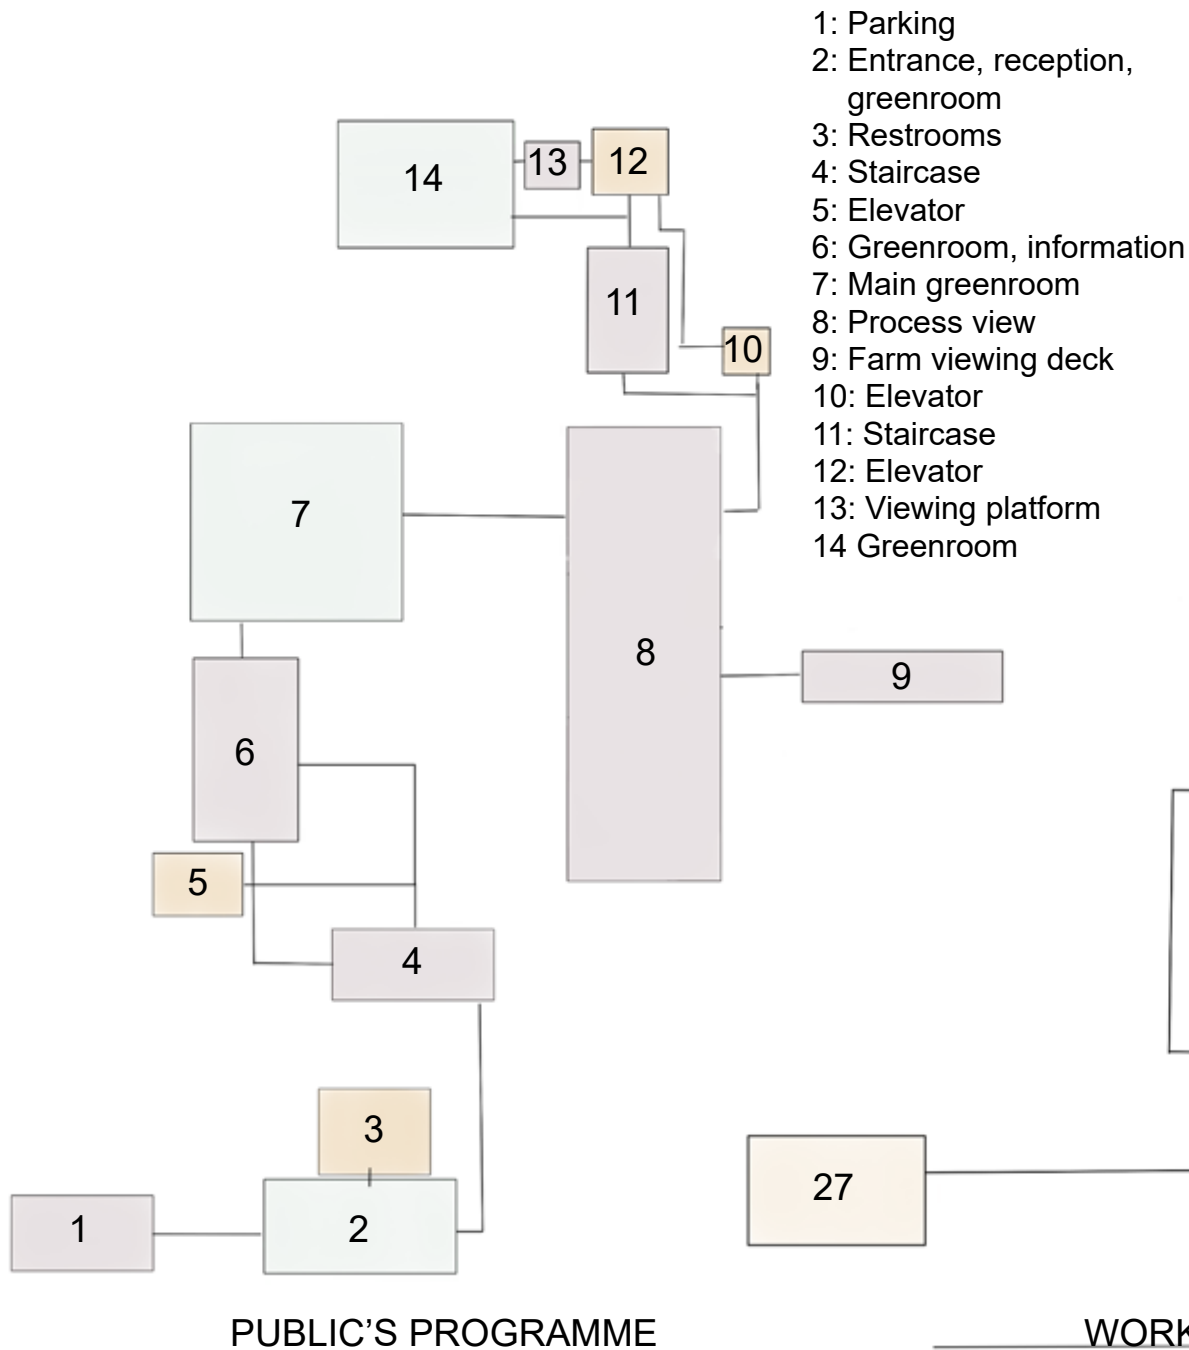 1: Parking
2: Entrance, reception,
greenroom
3: Restrooms
4: Staircase
5: Elevator
6: Greenroom, information
7: Main greenroom
8: Process view
9: Farm viewing deck
10: Elevator
11: Staircase
12: Elevator
13: Viewing platform
14 Greenroom
14
13
12
11
10
7
8
9
6
5
4
3
27
1
2
PUBLIC'S PROGRAMME
WORK